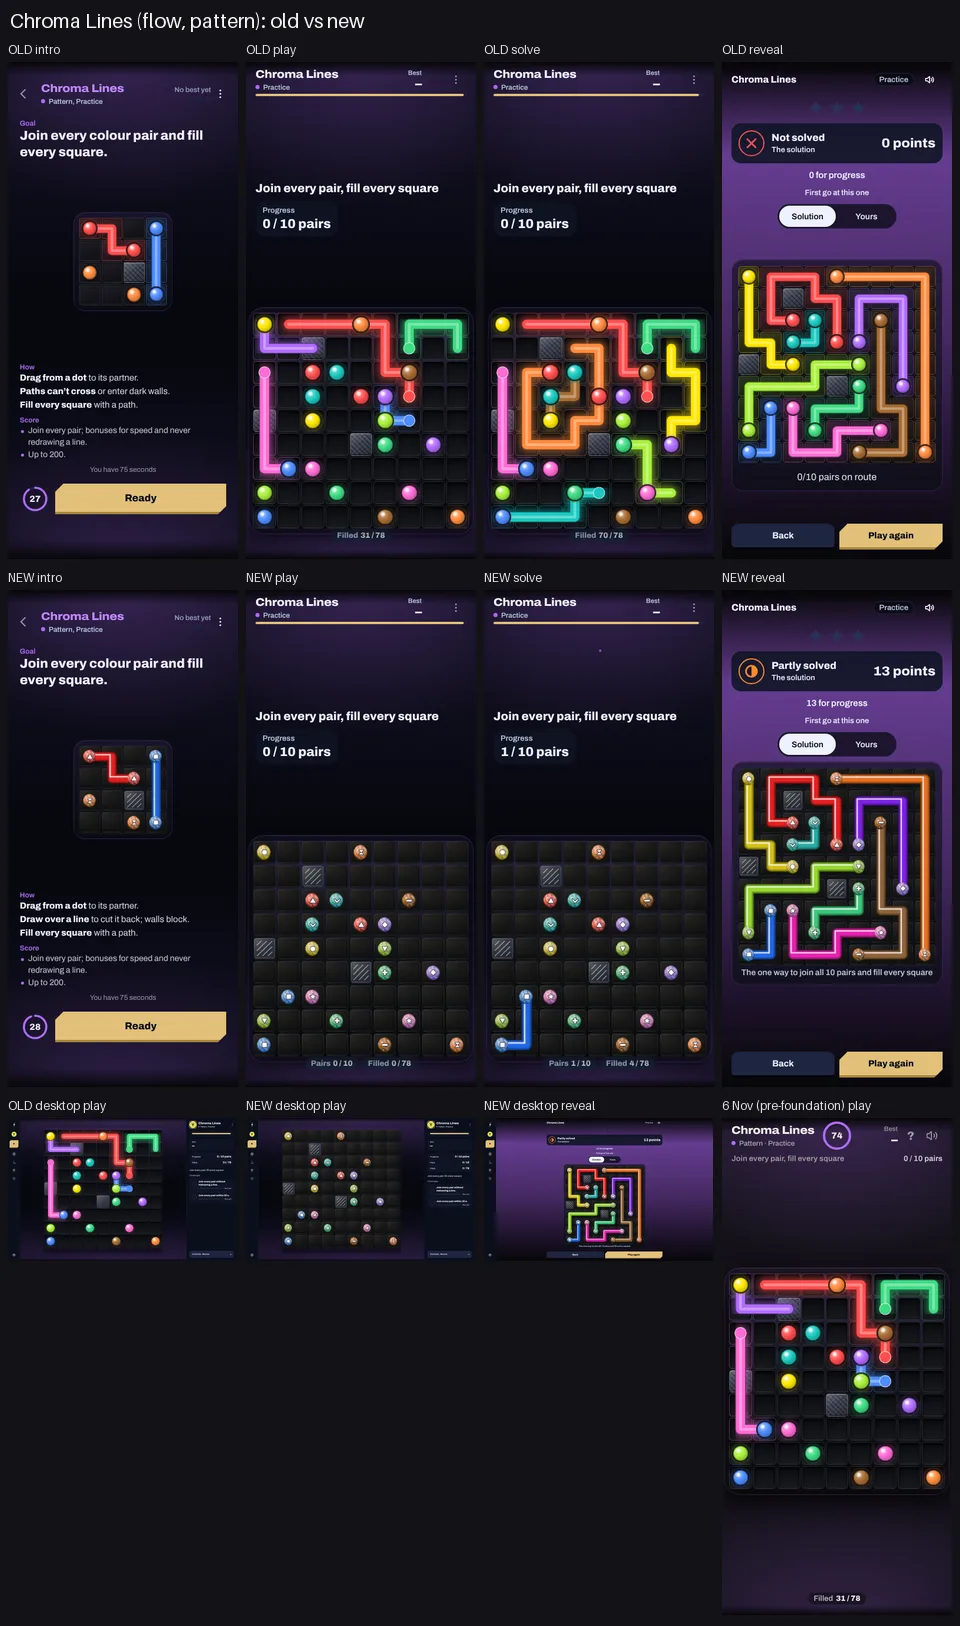 Chroma Lines (flow, pattern): old vs new
OLD intro
Chroma Lines
Pattern, Practice
No best yet
Goal
Join every colour pair and fill
every square.
How
Drag from a dot to its partner.
Paths can't cross or enter dark walls.
Fill every square with a path.
Score
Join every pair; bonuses for speed and never
redrawing a line.
Up to 200.
You have 75 seconds
27
Ready
OLD play
Chroma Lines
Practice
Best
Join every pair, fill every square
Progress
0 / 10 pairs
Filled 31 / 78
OLD solve
Chroma Lines
Practice
Best
Join every pair, fill every square
Progress
0 / 10 pairs
Filled 70 / 78
OLD reveal
Chroma Lines
Practice
Not solved
The solution
0 points
0 for progress
First go at this one
Solution
Yours
0/10 pairs on route
Back
Play again
NEW intro
Chroma Lines
Pattern, Practice
No best yet
Goal
Join every colour pair and fill
every square.
How
Drag from a dot to its partner.
Draw over a line to cut it back; walls block.
Fill every square with a path.
Score
Join every pair; bonuses for speed and never
redrawing a line.
Up to 200.
You have 75 seconds
28
Ready
NEW play
Chroma Lines
Practice
Best
Join every pair, fill every square
Progress
0 / 10 pairs
Pairs 0 / 10
Filled 0 / 78
NEW solve
Chroma Lines
Practice
Best
Join every pair, fill every square
Progress
1 / 10 pairs
Pairs 1 / 10
Filled 4 / 78
NEW reveal
Chroma Lines
Practice
Partly solved
The solution
13 points
13 for progress
First go at this one
Solution
Yours
The one way to join all 10 pairs and fill every square
Back
Play again
OLD desktop play
Chroma Lines
NEW desktop play
Chroma Lines
NEW desktop reveal
Partly solved
13 points
6 Nov (pre-foundation) play
Chroma Lines
Pattern · Practice
74
Best
?
Join every pair, fill every square
0 / 10 pairs
Filled 31 / 78